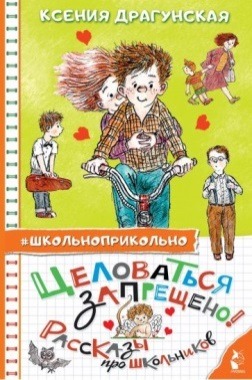 КСЕНИЯ ДРАГУНСКАЯ
#ШКОЛЬНОПРИКОЛЬНО
ЦЕЛОВАТЬСЯ
ЗАПРЕЩЕНО!
РАССКАЗЫ
ПРО ШКОЛЬНИКОВ